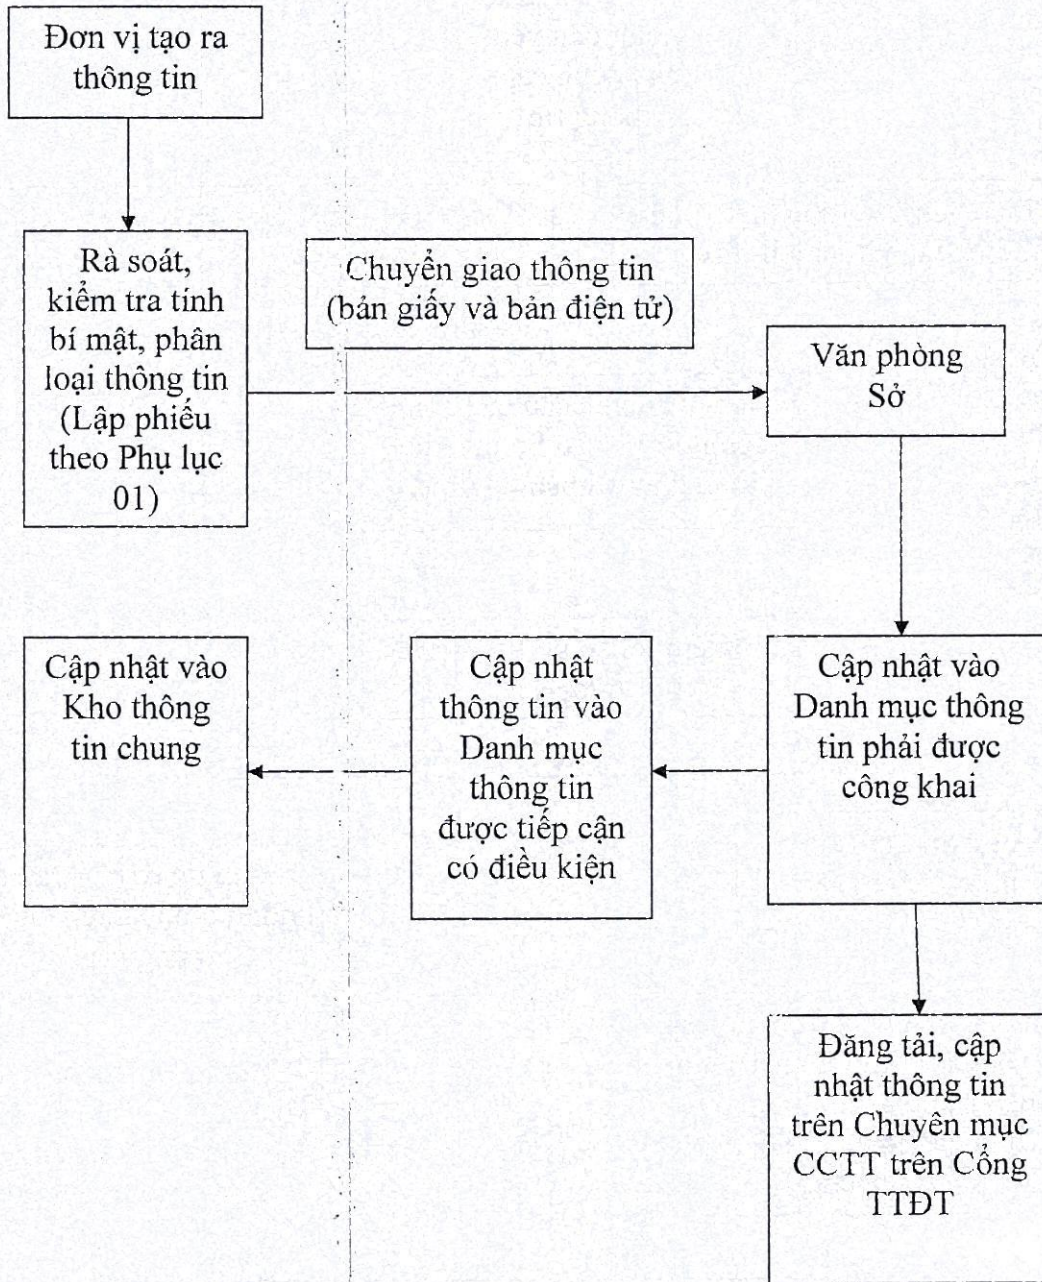 Đơn vị tạo ra
thông tin
Rà soát,
kiểm tra tính
bí mật, phân
loại thông tin
(Lập phiếu
theo Phụ lục
01)
Chuyển giao thông tin
(bản giấy và bản điện tử)
Văn phòng
Sở
Cập nhật vào
Kho thông
tin chung
Cập nhật
thông tin vào
Danh mục
thông tin
được tiếp cận
có điều kiện
Cập nhật vào
Danh mục thông
tin phải được
công khai
Đăng tải, cập
nhật thông tin
trên Chuyên mục
CCTT trên Cổng
TTĐT